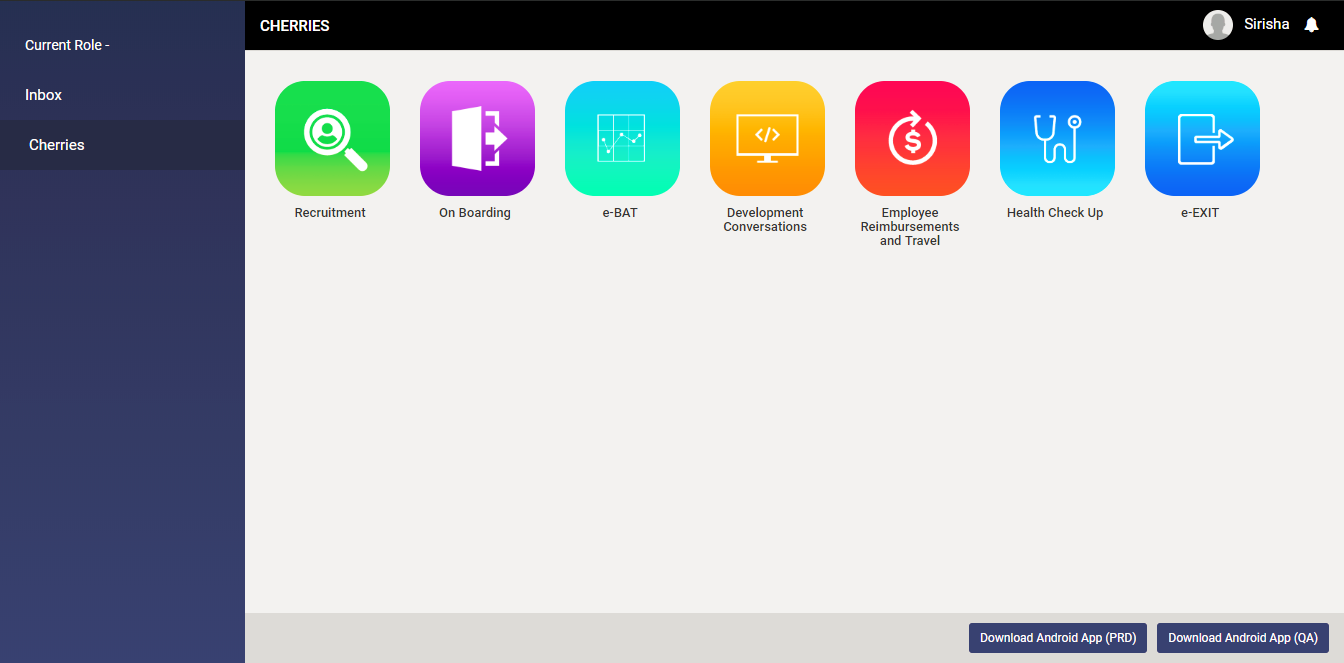 Current Role -
Inbox
Cherries
CHERRIES
Sirisha
Recruitment
On Boarding
e-BAT
Development
Conversations
Employee
Reimbursements
and Travel
Health Check Up
e-EXIT
Download Android App (PRD)
Download Android App (QA)